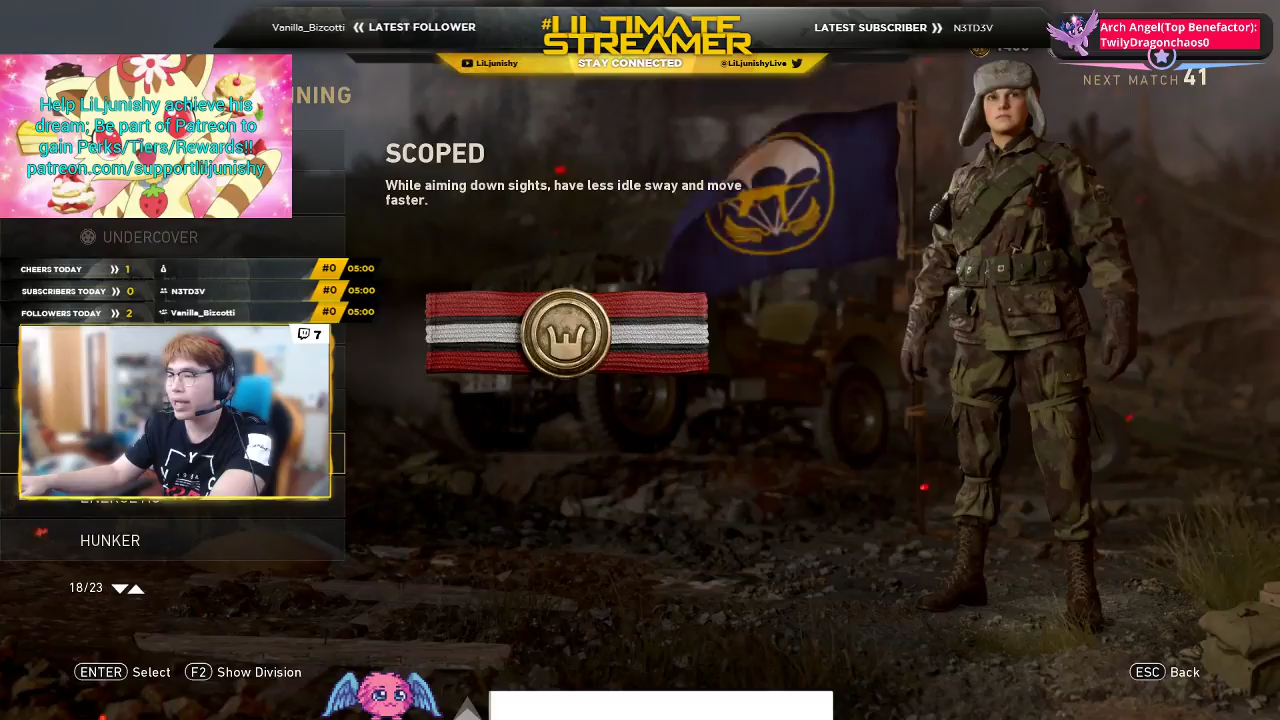 Vanilla_Bizcotti LATEST FOLLOWER
#ULTIMATE STREAMER
LATEST SUBSCRIBER N3TD3V
Arch Angel(Top Benefactor):
TwilyDragonchaos0
LiLjunishy STAY CONNECTED @LiLjunishyLive
NEXT MATCH 41
NING
Help LiLjunishy achieve his
dream; Be part of Patreon to
gain Perks/Tiers/Rewards!!
patreon.com/supportliljunishy
SCOPED
While aiming down sights, have less idle sway and move
faster.
UNDERCOVER
CHEERS TODAY 1 #0 05:00
SUBSCRIBERS TODAY 0 N3TD3V #0 05:00
FOLLOWERS TODAY 2 Vanilla_Bizcotti #0 05:00
7
HUNKER
18/23
ENTER Select F2 Show Division
ESC Back